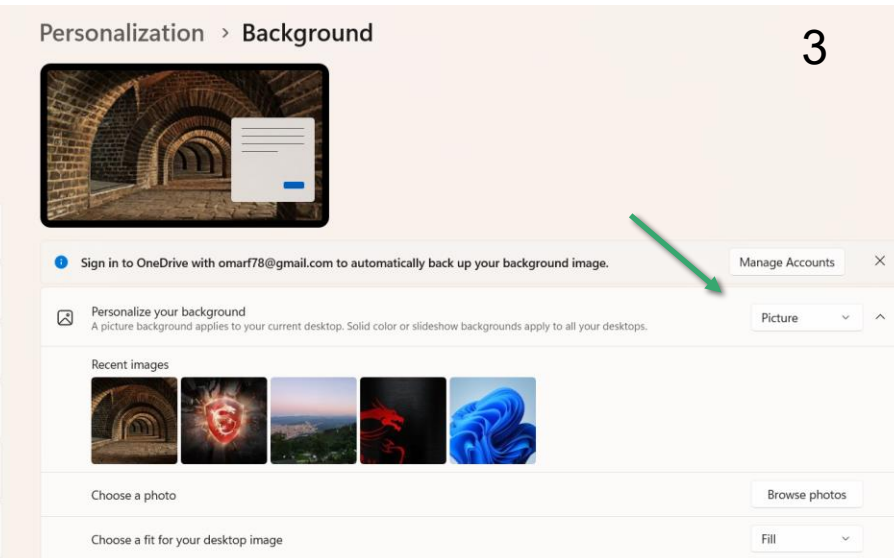 Personalization > Background
3
Sign in to OneDrive with omarf78@gmail.com to automatically back up your background image.
Manage Accounts
Personalize your background
A picture background applies to your current desktop. Solid color or slideshow backgrounds apply to all your desktops.
Picture
Recent images
Choose a photo
Browse photos
Choose a fit for your desktop image
Fill